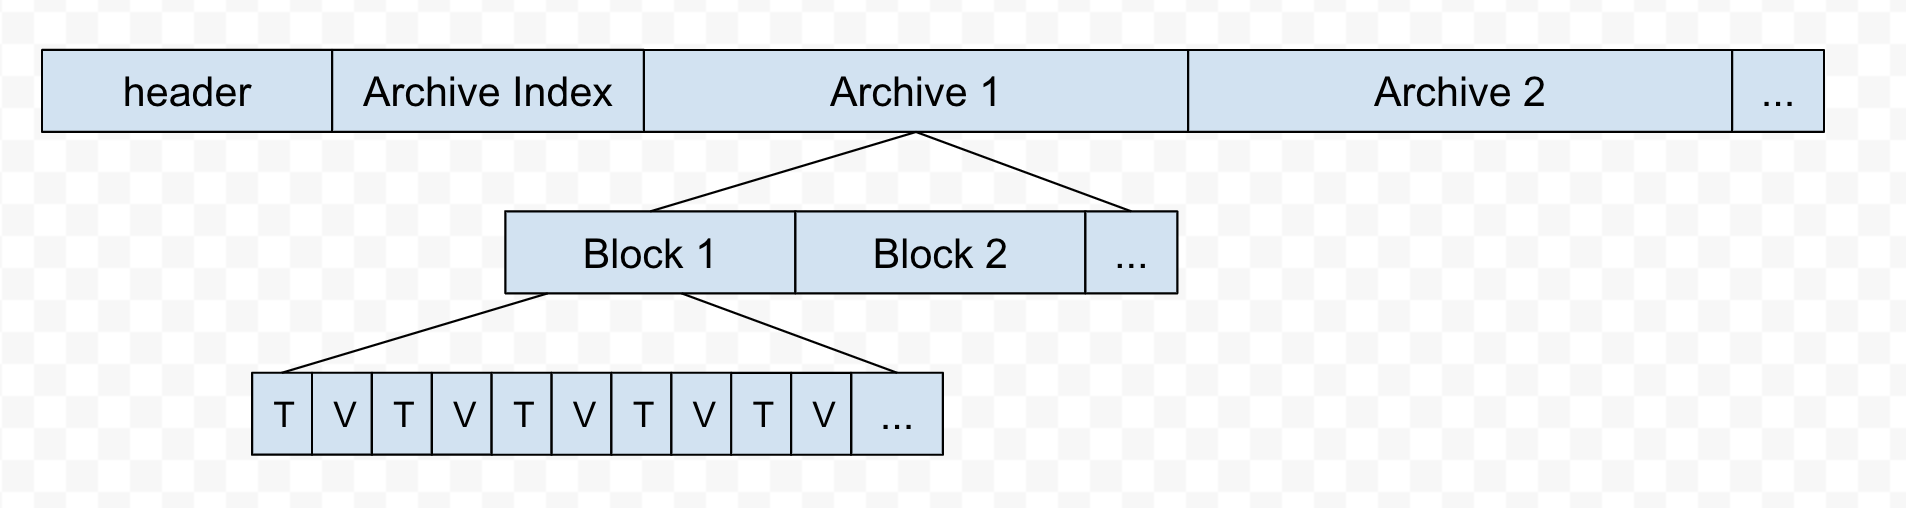 header Archive Index Archive 1 Archive 2 ...
Block 1 Block 2 ...
T V T V T V T V T V ...